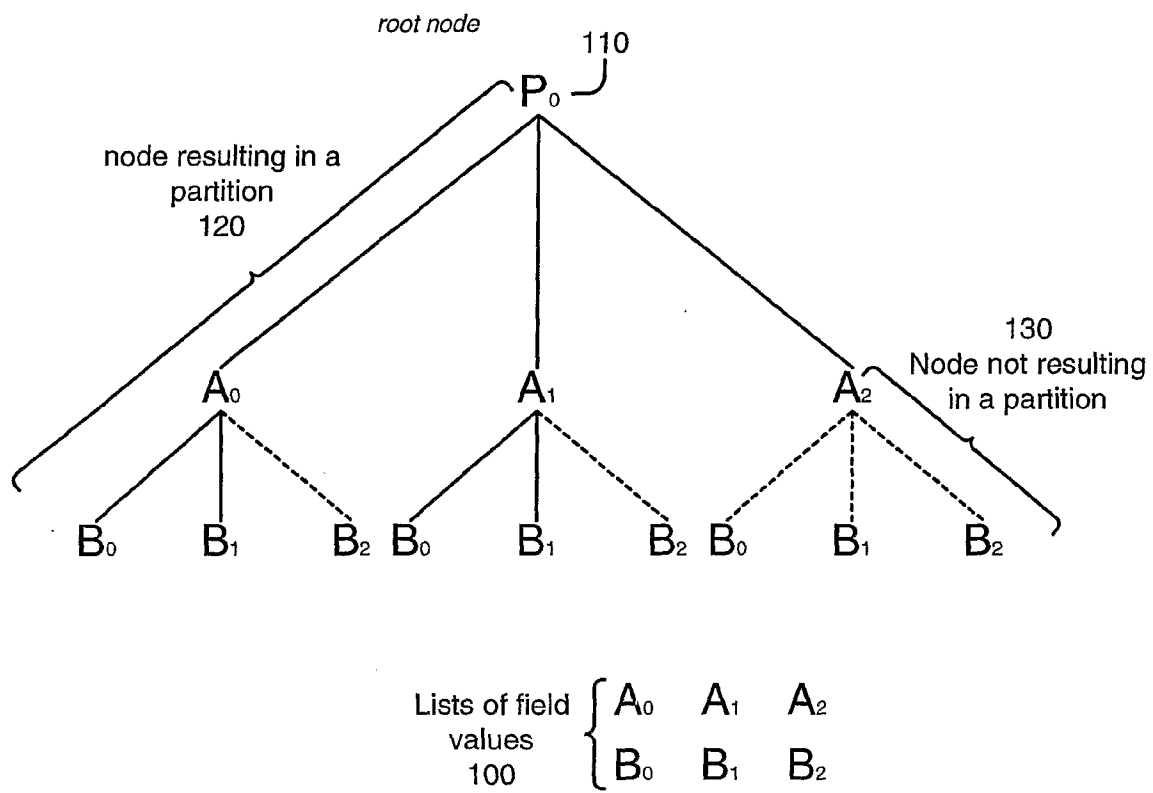 root node
110
P₀
node resulting in a
partition
120
130
Node not resulting
in a partition
A₀ A₁ A₂
B₀ B₁ B₂ B₀ B₁ B₂ B₀ B₁ B₂
Lists of field
values
100
A₀ A₁ A₂
B₀ B₁ B₂